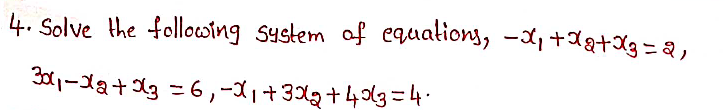 4. Solve the following system of equations, -x₁+x₂+x₃=2,
3x₁-x₂+x₃=6, -x₁+3x₂+4x₃=4.